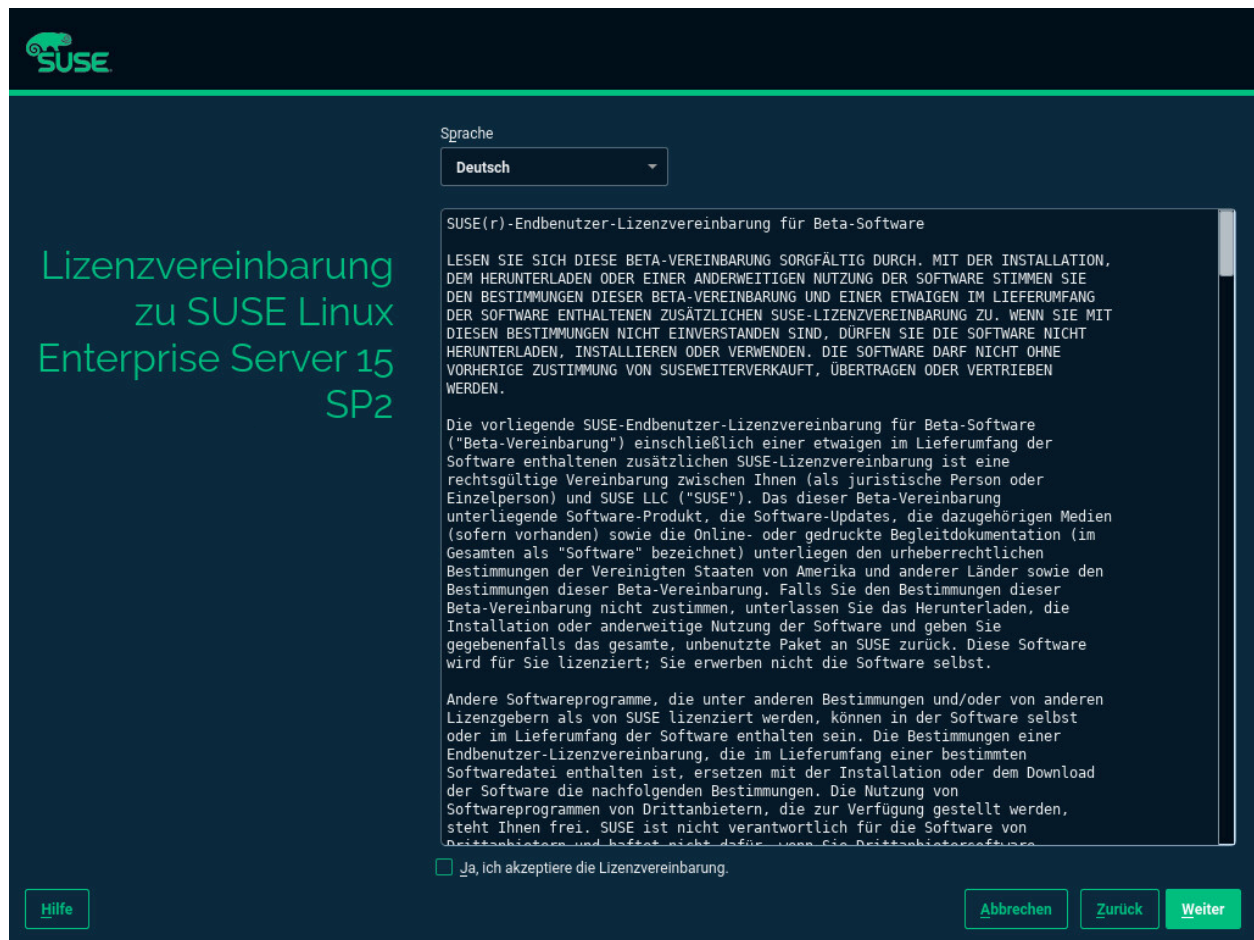 SUSE
Sprache
Deutsch
Lizenzvereinbarung
zu SUSE Linux
Enterprise Server 15
SP2
SUSE(r)-Endbenutzer-Lizenzvereinbarung für Beta-Software
LESEN SIE SICH DIESE BETA-VEREINBARUNG SORGFÄLTIG DURCH. MIT DER INSTALLATION,
DEM HERUNTERLADEN ODER EINER ANDERWEITIGEN NUTZUNG DER SOFTWARE STIMMEN SIE
DEN BESTIMMUNGEN DIESER BETA-VEREINBARUNG UND EINER ETWAIGEN IM LIEFERUMFANG
DER SOFTWARE ENTHALTENEN ZUSÄTZLICHEN SUSE-LIZENZVEREINBARUNG ZU. WENN SIE MIT
DIESEN BESTIMMUNGEN NICHT EINVERSTANDEN SIND, DÜRFEN SIE DIE SOFTWARE NICHT
HERUNTERLADEN, INSTALLIEREN ODER VERWENDEN. DIE SOFTWARE DARF NICHT OHNE
VORHERIGE ZUSTIMMUNG VON SUSEWEITERVERKAUFT, ÜBERTRAGEN ODER VERTRIEBEN
WERDEN.
Die vorliegende SUSE-Endbenutzer-Lizenzvereinbarung für Beta-Software
("Beta-Vereinbarung") einschließlich einer etwaigen im Lieferumfang der
Software enthaltenen zusätzlichen SUSE-Lizenzvereinbarung ist eine
rechtsgültige Vereinbarung zwischen Ihnen (als juristische Person oder
Einzelperson) und SUSE LLC ("SUSE"). Das dieser Beta-Vereinbarung
unterliegende Software-Produkt, die Software-Updates, die dazugehörigen Medien
(sofern vorhanden) sowie die Online- oder gedruckte Begleitdokumentation (im
Gesamten als "Software" bezeichnet) unterliegen den urheberrechtlichen
Bestimmungen der Vereinigten Staaten von Amerika und anderer Länder sowie den
Bestimmungen dieser Beta-Vereinbarung. Falls Sie den Bestimmungen dieser
Beta-Vereinbarung nicht zustimmen, unterlassen Sie das Herunterladen, die
Installation oder anderweitige Nutzung der Software und geben Sie
gegebenenfalls das gesamte, unbenutzte Paket an SUSE zurück. Diese Software
wird für Sie lizenziert; Sie erwerben nicht die Software selbst.
Andere Softwareprogramme, die unter anderen Bestimmungen und/oder von anderen
Lizenzgebern als von SUSE lizenziert werden, können in der Software selbst
oder im Lieferumfang der Software enthalten sein. Die Bestimmungen einer
Endbenutzer-Lizenzvereinbarung, die im Lieferumfang einer bestimmten
Softwaredatei enthalten ist, ersetzen mit der Installation oder dem Download
der Software die nachfolgenden Bestimmungen. Die Nutzung von
Softwareprogrammen von Drittanbietern, die zur Verfügung gestellt werden,
steht Ihnen frei. SUSE ist nicht verantwortlich für die Software von
Drittanbietern und haftet nicht dafür, wenn Sie Drittanbietersoftware
Ja, ich akzeptiere die Lizenzvereinbarung.
Hilfe
Abbrechen
Zurück
Weiter